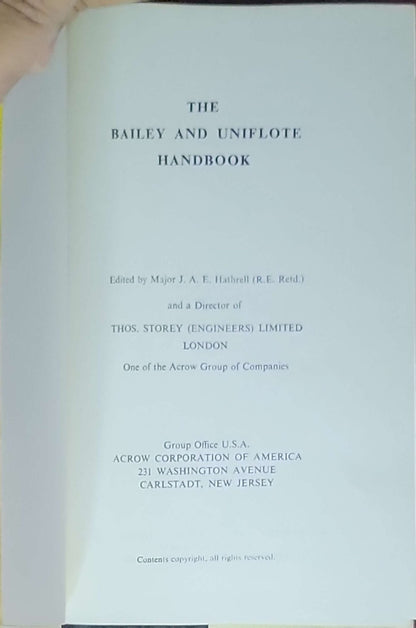 THE
BAILEY AND UNIFLOTE
HANDBOOK
Edited by Major J. A. E. Hathrell (R.E. Retd.)
and a Director of
THOS. STOREY (ENGINEERS) LIMITED
LONDON
One of the Acrow Group of Companies
Group Office U.S.A.
ACROW CORPORATION OF AMERICA
231 WASHINGTON AVENUE
CARLSTADT, NEW JERSEY
Contents copyright, all rights reserved.